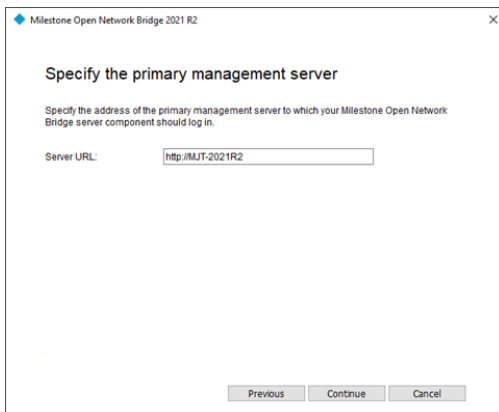 Milestone Open Network Bridge 2021 R2
Specify the primary management server
Specify the address of the primary management server to which your Milestone Open Network
Bridge server component should log in.
Server URL: http://MJT-2021R2
Previous Continue Cancel